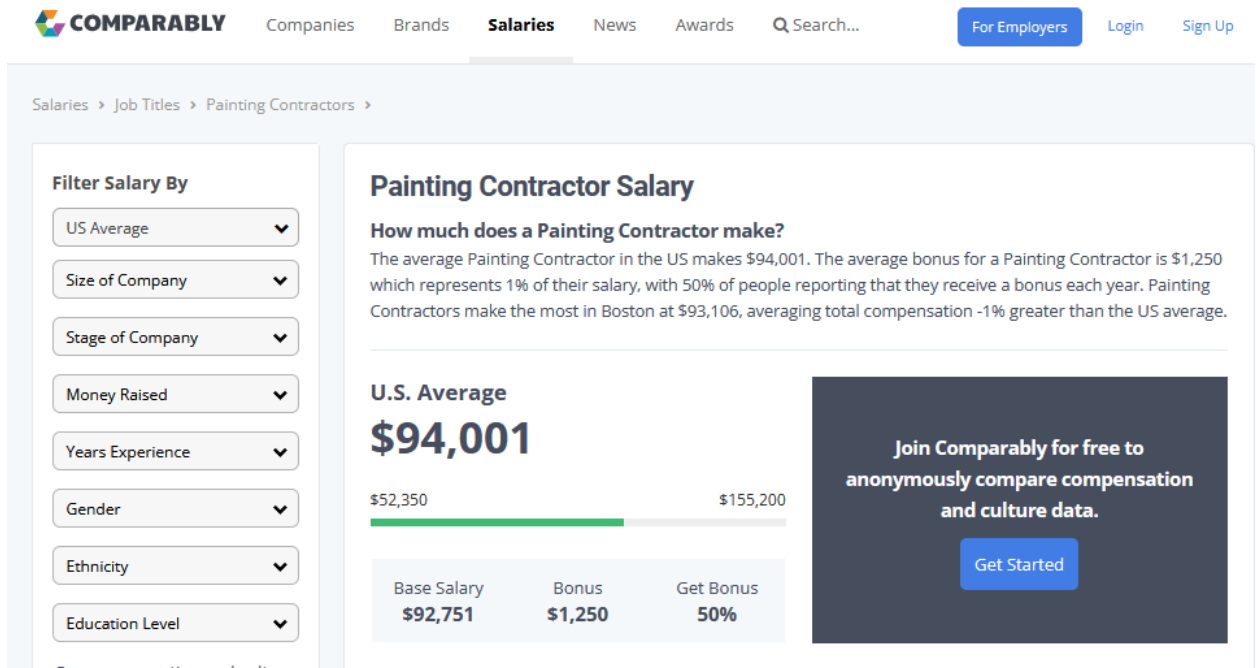 COMPARABLY Companies Brands Salaries News Awards Search... For Employers Login Sign Up
Salaries > Job Titles > Painting Contractors >
Filter Salary By
US Average
Size of Company
Stage of Company
Money Raised
Years Experience
Gender
Ethnicity
Education Level
Painting Contractor Salary
How much does a Painting Contractor make?
The average Painting Contractor in the US makes $94,001. The average bonus for a Painting Contractor is $1,250
which represents 1% of their salary, with 50% of people reporting that they receive a bonus each year. Painting
Contractors make the most in Boston at $93,106, averaging total compensation -1% greater than the US average.
U.S. Average
$94,001
$52,350 $155,200
Base Salary Bonus Get Bonus
$92,751 $1,250 50%
Join Comparably for free to
anonymously compare compensation
and culture data.
Get Started